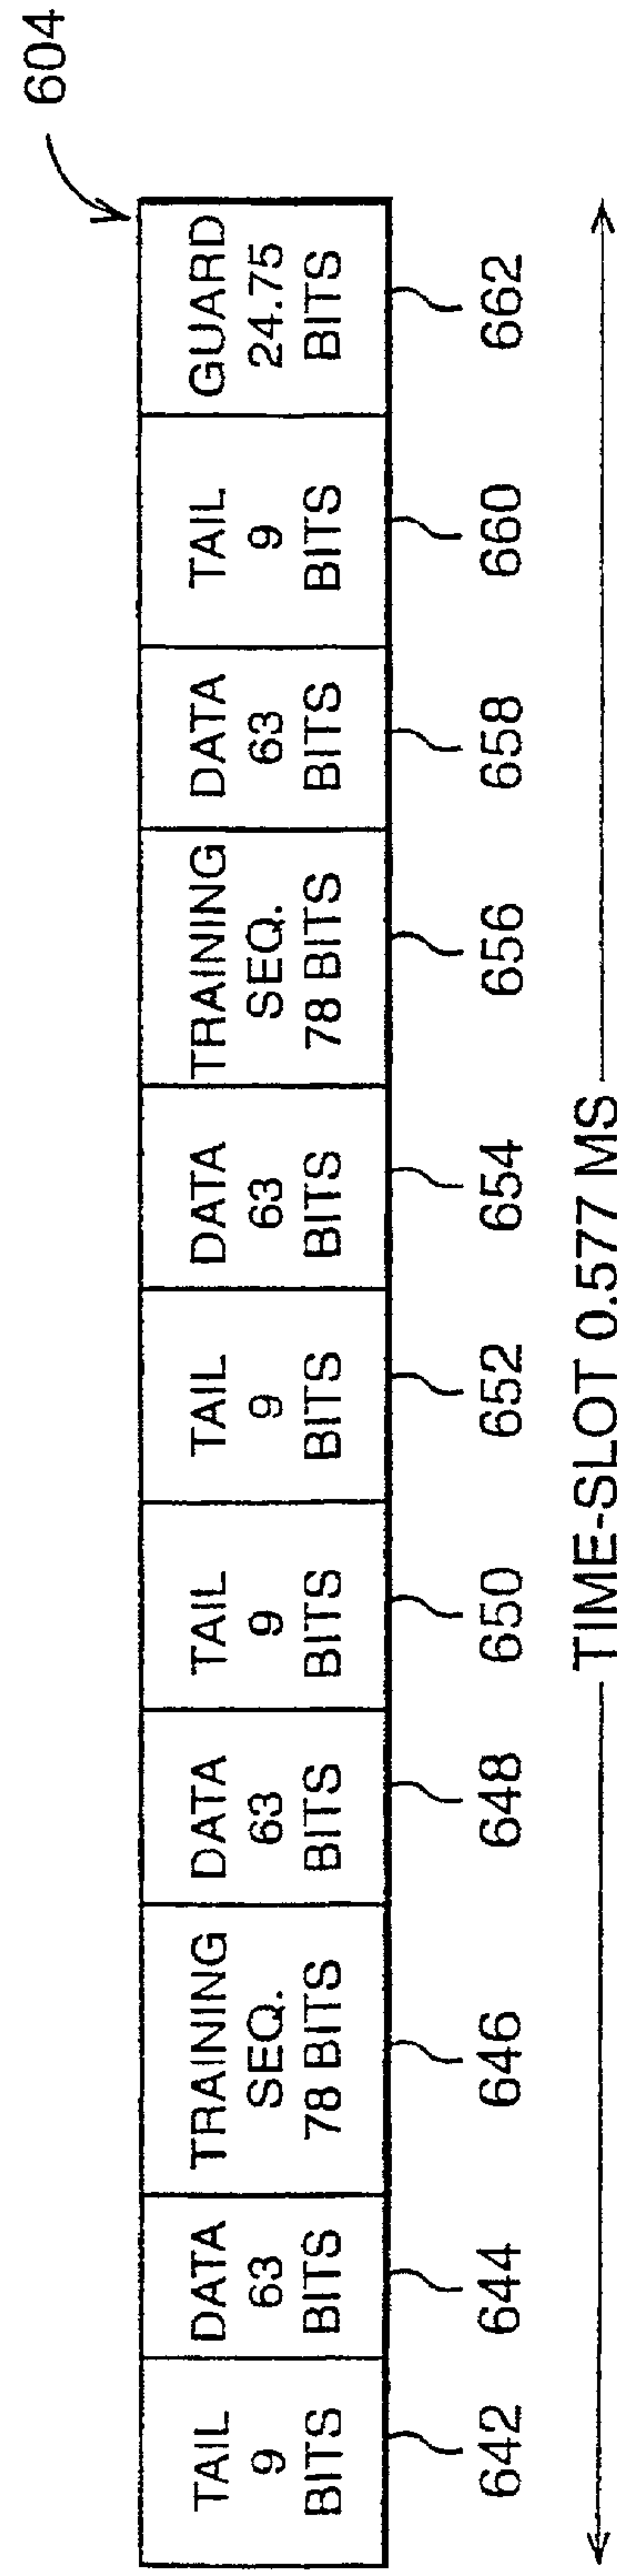 604
TAIL
9
BITS
DATA
63
BITS
TRAINING
SEQ.
78 BITS
DATA
63
BITS
TAIL
9
BITS
TAIL
9
BITS
DATA
63
BITS
TRAINING
SEQ.
78 BITS
DATA
63
BITS
TAIL
9
BITS
GUARD
24.75
BITS
642
644
646
648
650
652
654
656
658
660
662
TIME-SLOT 0.577 MS